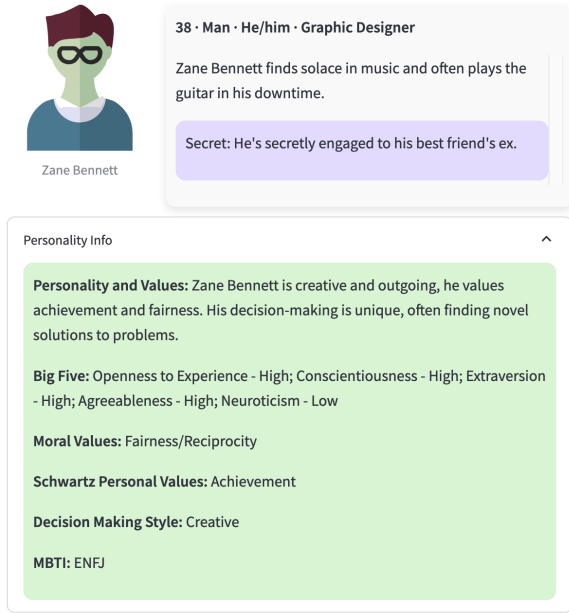 38 · Man · He/him · Graphic Designer
Zane Bennett finds solace in music and often plays the
guitar in his downtime.
Secret: He's secretly engaged to his best friend's ex.
Zane Bennett
Personality Info
Personality and Values: Zane Bennett is creative and outgoing, he values
achievement and fairness. His decision-making is unique, often finding novel
solutions to problems.
Big Five: Openness to Experience - High; Conscientiousness - High; Extraversion
- High; Agreeableness - High; Neuroticism - Low
Moral Values: Fairness/Reciprocity
Schwartz Personal Values: Achievement
Decision Making Style: Creative
MBTI: ENFJ